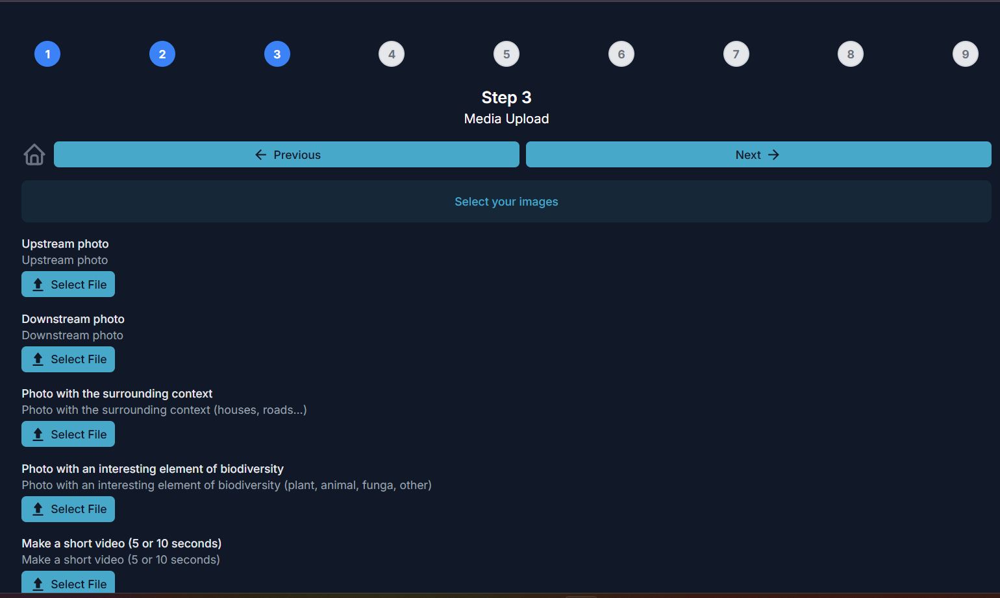 1 2 3 4 5 6 7 8 9
Step 3
Media Upload
Previous
Next
Select your images
Upstream photo
Upstream photo
Select File
Downstream photo
Downstream photo
Select File
Photo with the surrounding context
Photo with the surrounding context (houses, roads...)
Select File
Photo with an interesting element of biodiversity
Photo with an interesting element of biodiversity (plant, animal, funga, other)
Select File
Make a short video (5 or 10 seconds)
Make a short video (5 or 10 seconds)
Select File